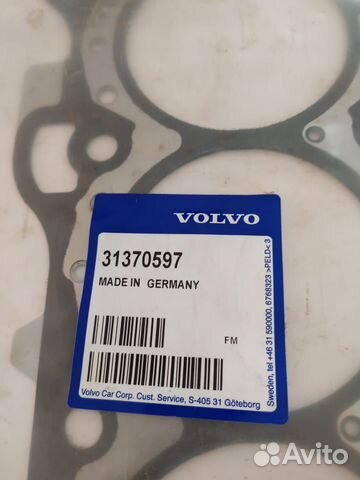 VOLVO
31370597
MADE IN GERMANY
FM
Volvo Car Corp. Cust. Service, S-405 31 Göteborg
Sweden, tel +46 31 590000, 6768323 >PELD< 3
Avito